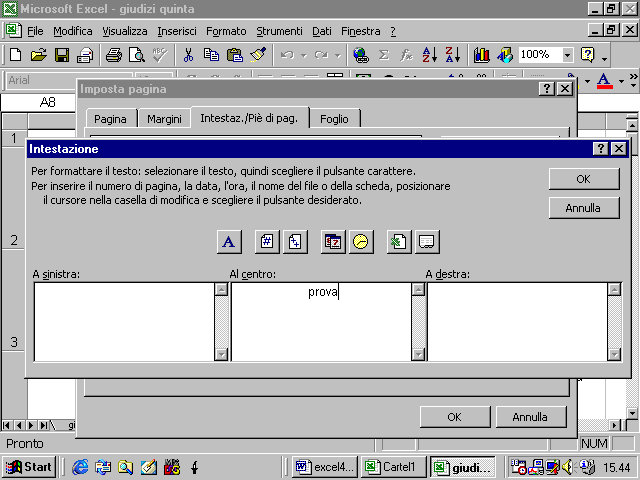 Microsoft Excel - giudizi quinta
File Modifica Visualizza Inserisci Formato Strumenti Dati Finestra ?
100%
Arial
A8
Imposta pagina
Pagina Margini Intestaz./Piè di pag. Foglio
1
Intestazione
Per formattare il testo: selezionare il testo, quindi scegliere il pulsante carattere.
Per inserire il numero di pagina, la data, l'ora, il nome del file o della scheda, posizionare
il cursore nella casella di modifica e scegliere il pulsante desiderato.
OK
Annulla
2
A sinistra: Al centro: A destra:
prova
3
OK Annulla
gi
Pronto NUM
Start excel4... Cartel1 giudi... 15.44